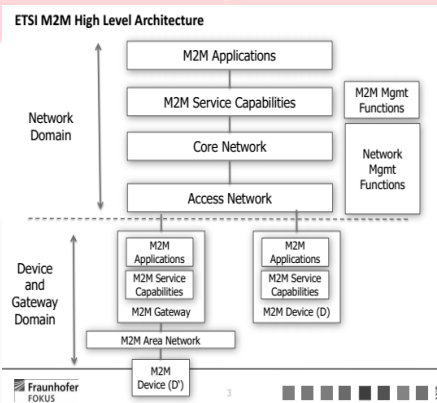 ETSI M2M High Level Architecture
M2M Applications
M2M Service Capabilities
M2M Mgmt
Functions
Network
Domain
Core Network
Network
Mgmt
Functions
Access Network
Device
and
Gateway
Domain
M2M
Applications
M2M Service
Capabilities
M2M Gateway
M2M
Applications
M2M Service
Capabilities
M2M Device (D)
M2M Area Network
M2M
Device (D')
Fraunhofer
FOKUS
3